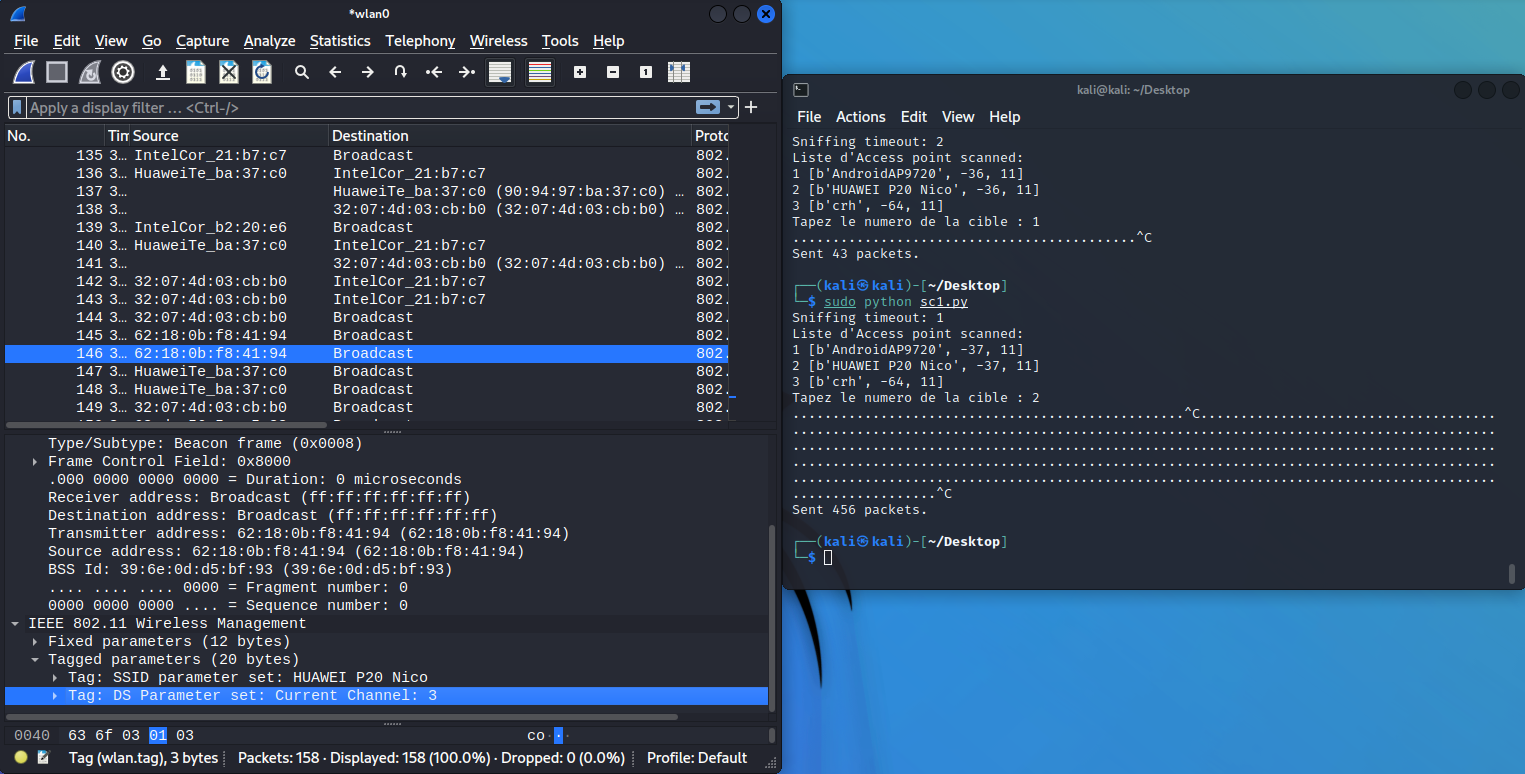 *wlan0
File Edit View Go Capture Analyze Statistics Telephony Wireless Tools Help
Apply a display filter … <Ctrl-/>
No. Tim Source Destination Proto
135 3… IntelCor_21:b7:c7 Broadcast 802.
136 3… HuaweiTe_ba:37:c0 IntelCor_21:b7:c7 802.
137 3… HuaweiTe_ba:37:c0 (90:94:97:ba:37:c0) … 802.
138 3… 32:07:4d:03:cb:b0 (32:07:4d:03:cb:b0) … 802.
139 3… IntelCor_b2:20:e6 Broadcast 802.
140 3… HuaweiTe_ba:37:c0 IntelCor_21:b7:c7 802.
141 3… 32:07:4d:03:cb:b0 (32:07:4d:03:cb:b0) … 802.
142 3… 32:07:4d:03:cb:b0 IntelCor_21:b7:c7 802.
143 3… 32:07:4d:03:cb:b0 IntelCor_21:b7:c7 802.
144 3… 32:07:4d:03:cb:b0 Broadcast 802.
145 3… 62:18:0b:f8:41:94 Broadcast 802.
146 3… 62:18:0b:f8:41:94 Broadcast 802.
147 3… HuaweiTe_ba:37:c0 Broadcast 802.
148 3… HuaweiTe_ba:37:c0 Broadcast 802.
149 3… 32:07:4d:03:cb:b0 Broadcast 802.
Type/Subtype: Beacon frame (0x0008)
Frame Control Field: 0x8000
.000 0000 0000 0000 = Duration: 0 microseconds
Receiver address: Broadcast (ff:ff:ff:ff:ff:ff)
Destination address: Broadcast (ff:ff:ff:ff:ff:ff)
Transmitter address: 62:18:0b:f8:41:94 (62:18:0b:f8:41:94)
Source address: 62:18:0b:f8:41:94 (62:18:0b:f8:41:94)
BSS Id: 39:6e:0d:d5:bf:93 (39:6e:0d:d5:bf:93)
.... .... .... 0000 = Fragment number: 0
0000 0000 0000 .... = Sequence number: 0
IEEE 802.11 Wireless Management
Fixed parameters (12 bytes)
Tagged parameters (20 bytes)
Tag: SSID parameter set: HUAWEI P20 Nico
Tag: DS Parameter set: Current Channel: 3
0040 63 6f 03 01 03 co···
Tag (wlan.tag), 3 bytes Packets: 158 · Displayed: 158 (100.0%) · Dropped: 0 (0.0%) Profile: Default
kali@kali: ~/Desktop
File Actions Edit View Help
Sniffing timeout: 2
Liste d'Access point scanned:
1 [b'AndroidAP9720', -36, 11]
2 [b'HUAWEI P20 Nico', -36, 11]
3 [b'crh', -64, 11]
Tapez le numero de la cible : 1
...........................................^C
Sent 43 packets.
┌──(kali㉿kali)-[~/Desktop]
└─$ sudo python sc1.py
Sniffing timeout: 1
Liste d'Access point scanned:
1 [b'AndroidAP9720', -37, 11]
2 [b'HUAWEI P20 Nico', -37, 11]
3 [b'crh', -64, 11]
Tapez le numero de la cible : 2
.................................................^C.....................................
........................................................................................
........................................................................................
........................................................................................
........................................................................................
..................^C
Sent 456 packets.
┌──(kali㉿kali)-[~/Desktop]
└─$